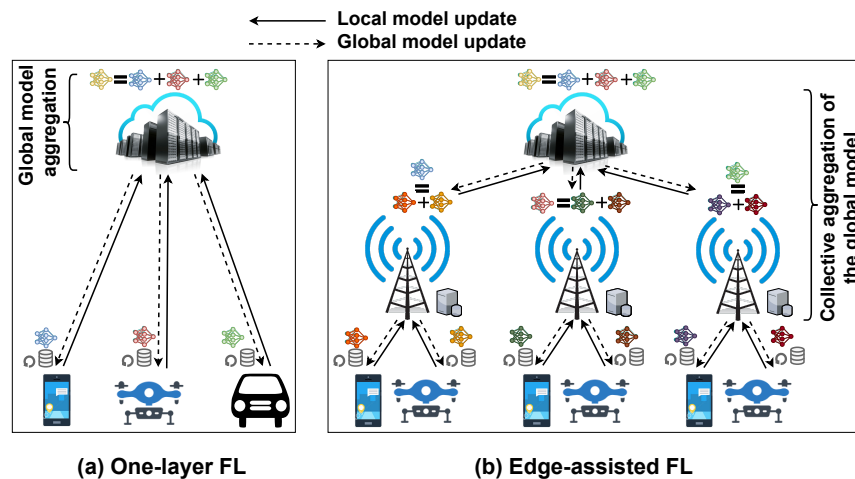 Local model update
Global model update
Global model
aggregation
Collective aggregation of
the global model
(a) One-layer FL
(b) Edge-assisted FL